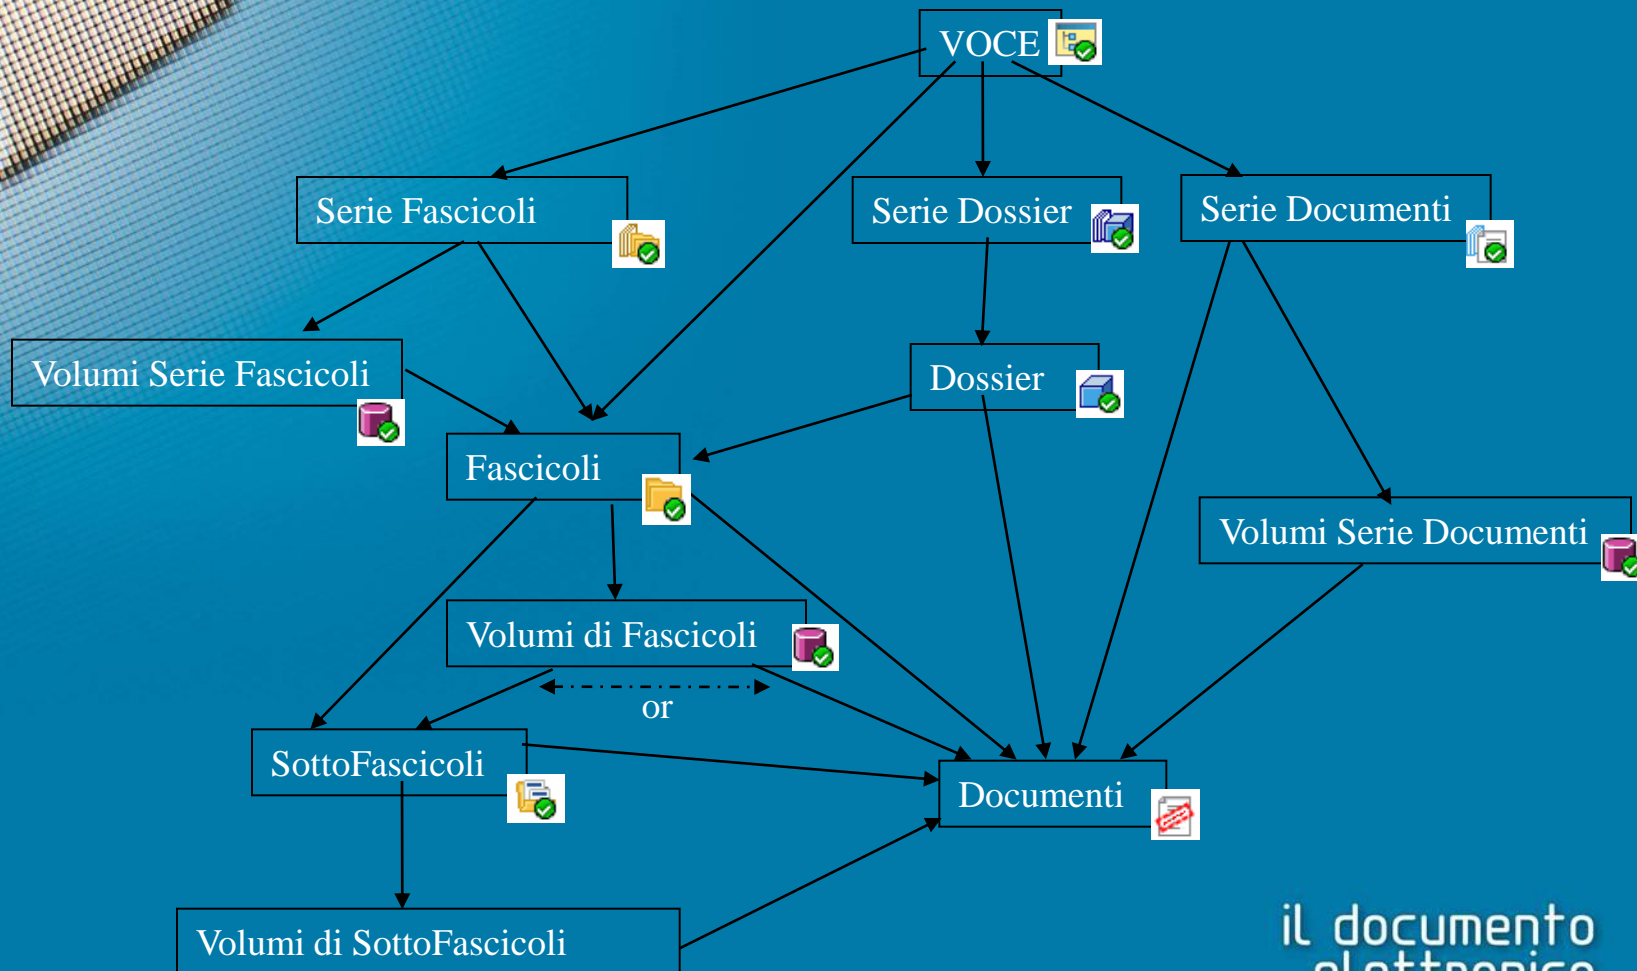 VOCE
Serie Fascicoli
Serie Dossier
Serie Documenti
Volumi Serie Fascicoli
Dossier
Fascicoli
Volumi Serie Documenti
Volumi di Fascicoli
or
SottoFascicoli
Documenti
Volumi di SottoFascicoli
il documento
elettronico